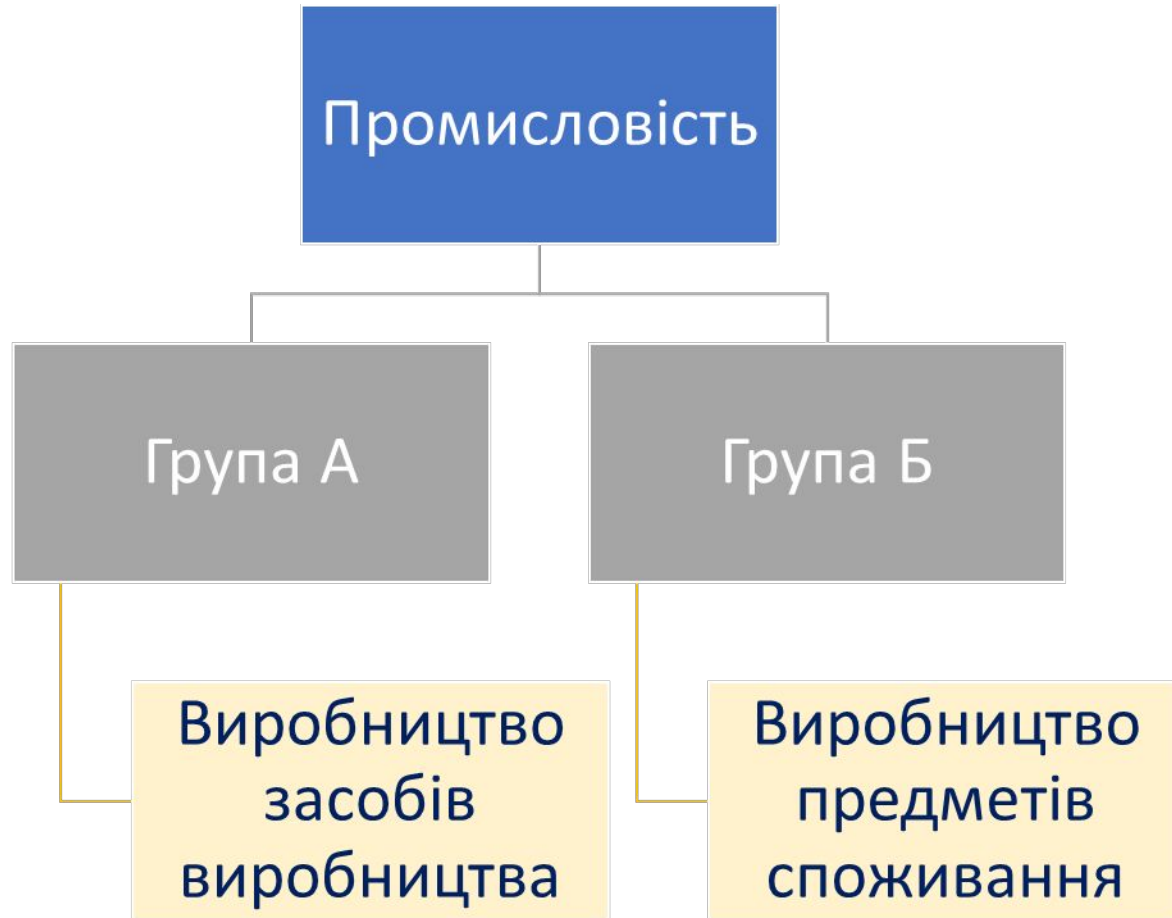 Промисловість
Група А
Група Б
Виробництво
засобів
виробництва
Виробництво
предметів
споживання